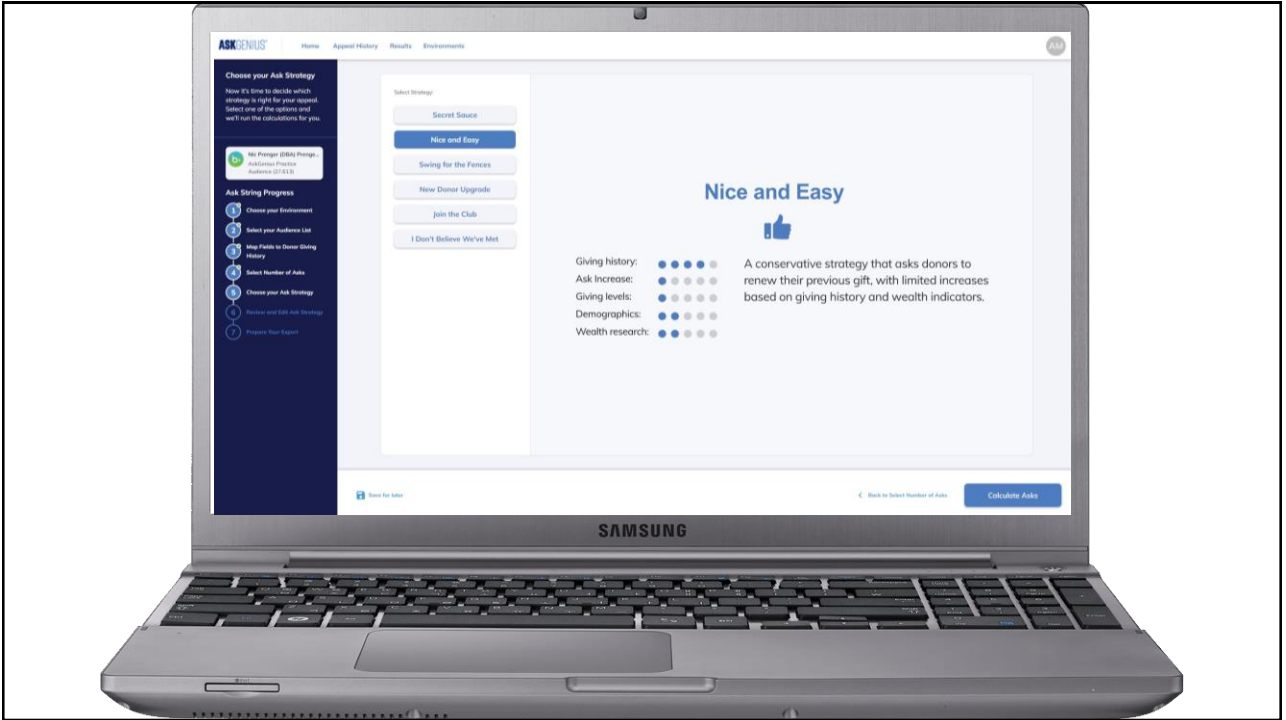 ASKGENIUS
Home Appeal History Results Environments
AM
Choose your Ask Strategy
Now it's time to decide which
strategy is right for your appeal.
Select one of the options and
we'll run the calculations for you.
Nic Prenger (DBA) Prenge...
AskGenius Practice
Audience (27,613)
Ask String Progress
1 Choose your Environment
2 Select your Audience List
3 Map Fields to Donor Giving
History
4 Select Number of Asks
5 Choose your Ask Strategy
6 Review and Edit Ask Strategy
7 Prepare Your Export
Select Strategy:
Secret Sauce
Nice and Easy
Swing for the Fences
New Donor Upgrade
Join the Club
I Don't Believe We've Met
Nice and Easy
Giving history:
Ask Increase:
Giving levels:
Demographics:
Wealth research:
A conservative strategy that asks donors to
renew their previous gift, with limited increases
based on giving history and wealth indicators.
Save for later
Back to Select Number of Asks
Calculate Asks
SAMSUNG